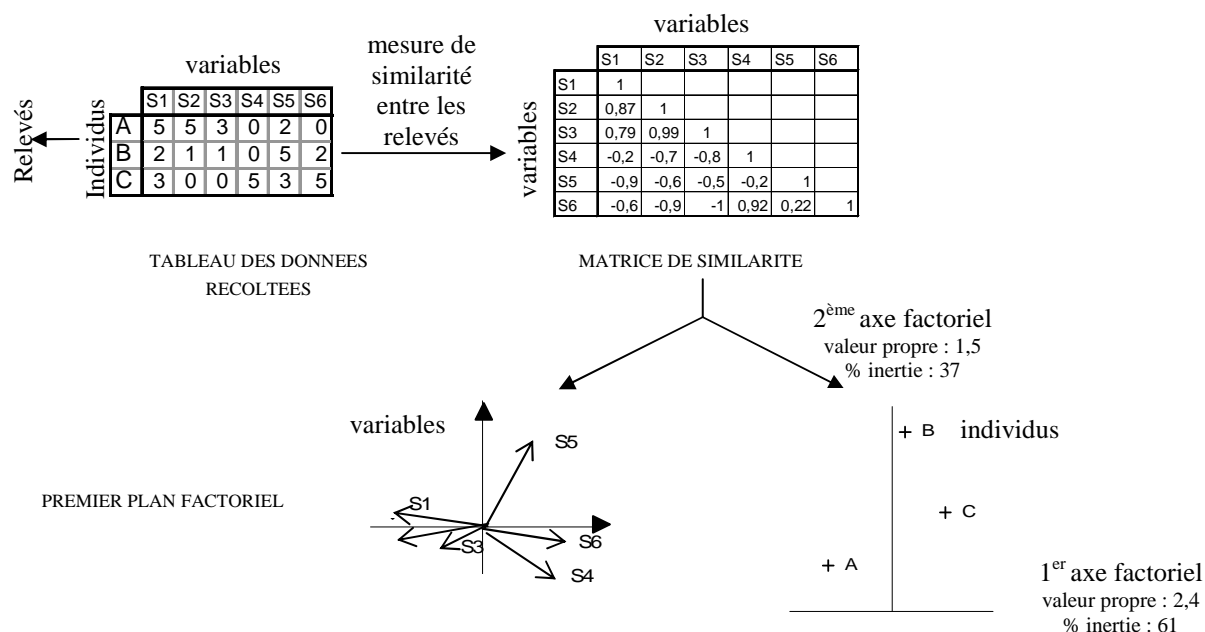 variables
S1 S2 S3 S4 S5 S6
A 5 5 3 0 2 0
B 2 1 1 0 5 2
C 3 0 0 5 3 5
Relevés
Individus
mesure de
similarité
entre les
relevés
variables
S1 S2 S3 S4 S5 S6
S1 1
S2 0,87 1
S3 0,79 0,99 1
S4 -0,2 -0,7 -0,8 1
S5 -0,9 -0,6 -0,5 -0,2 1
S6 -0,6 -0,9 -1 0,92 0,22 1
variables
TABLEAU DES DONNEES
RECOLTEES
MATRICE DE SIMILARITE
2ème axe factoriel
valeur propre : 1,5
% inertie : 37
variables
S5
S1
S3
S6
S4
PREMIER PLAN FACTORIEL
+ B individus
+ C
+ A
1er axe factoriel
valeur propre : 2,4
% inertie : 61